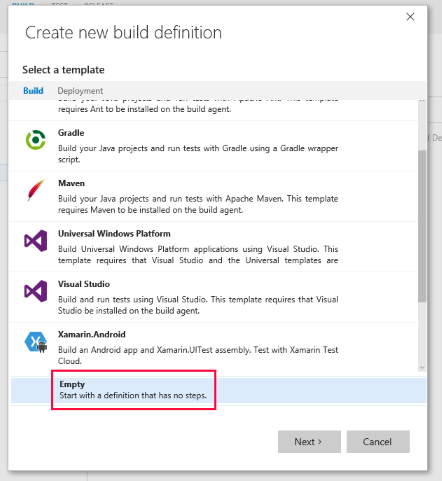 Create new build definition
Select a template
Build Deployment
requires Ant to be installed on the build agent.
Gradle
Build your Java projects and run tests with Gradle using a Gradle wrapper
script.
Maven
Build your Java projects and run tests with Apache Maven. This template
requires Maven to be installed on the build agent.
Universal Windows Platform
Build Universal Windows Platform applications using Visual Studio. This
template requires that Visual Studio and the Universal templates are
Visual Studio
Build and run tests using Visual Studio. This template requires that Visual
Studio be installed on the build agent.
Xamarin.Android
Build an Android app and Xamarin.UITest assembly. Test with Xamarin Test
Cloud.
Empty
Start with a definition that has no steps.
Next >
Cancel